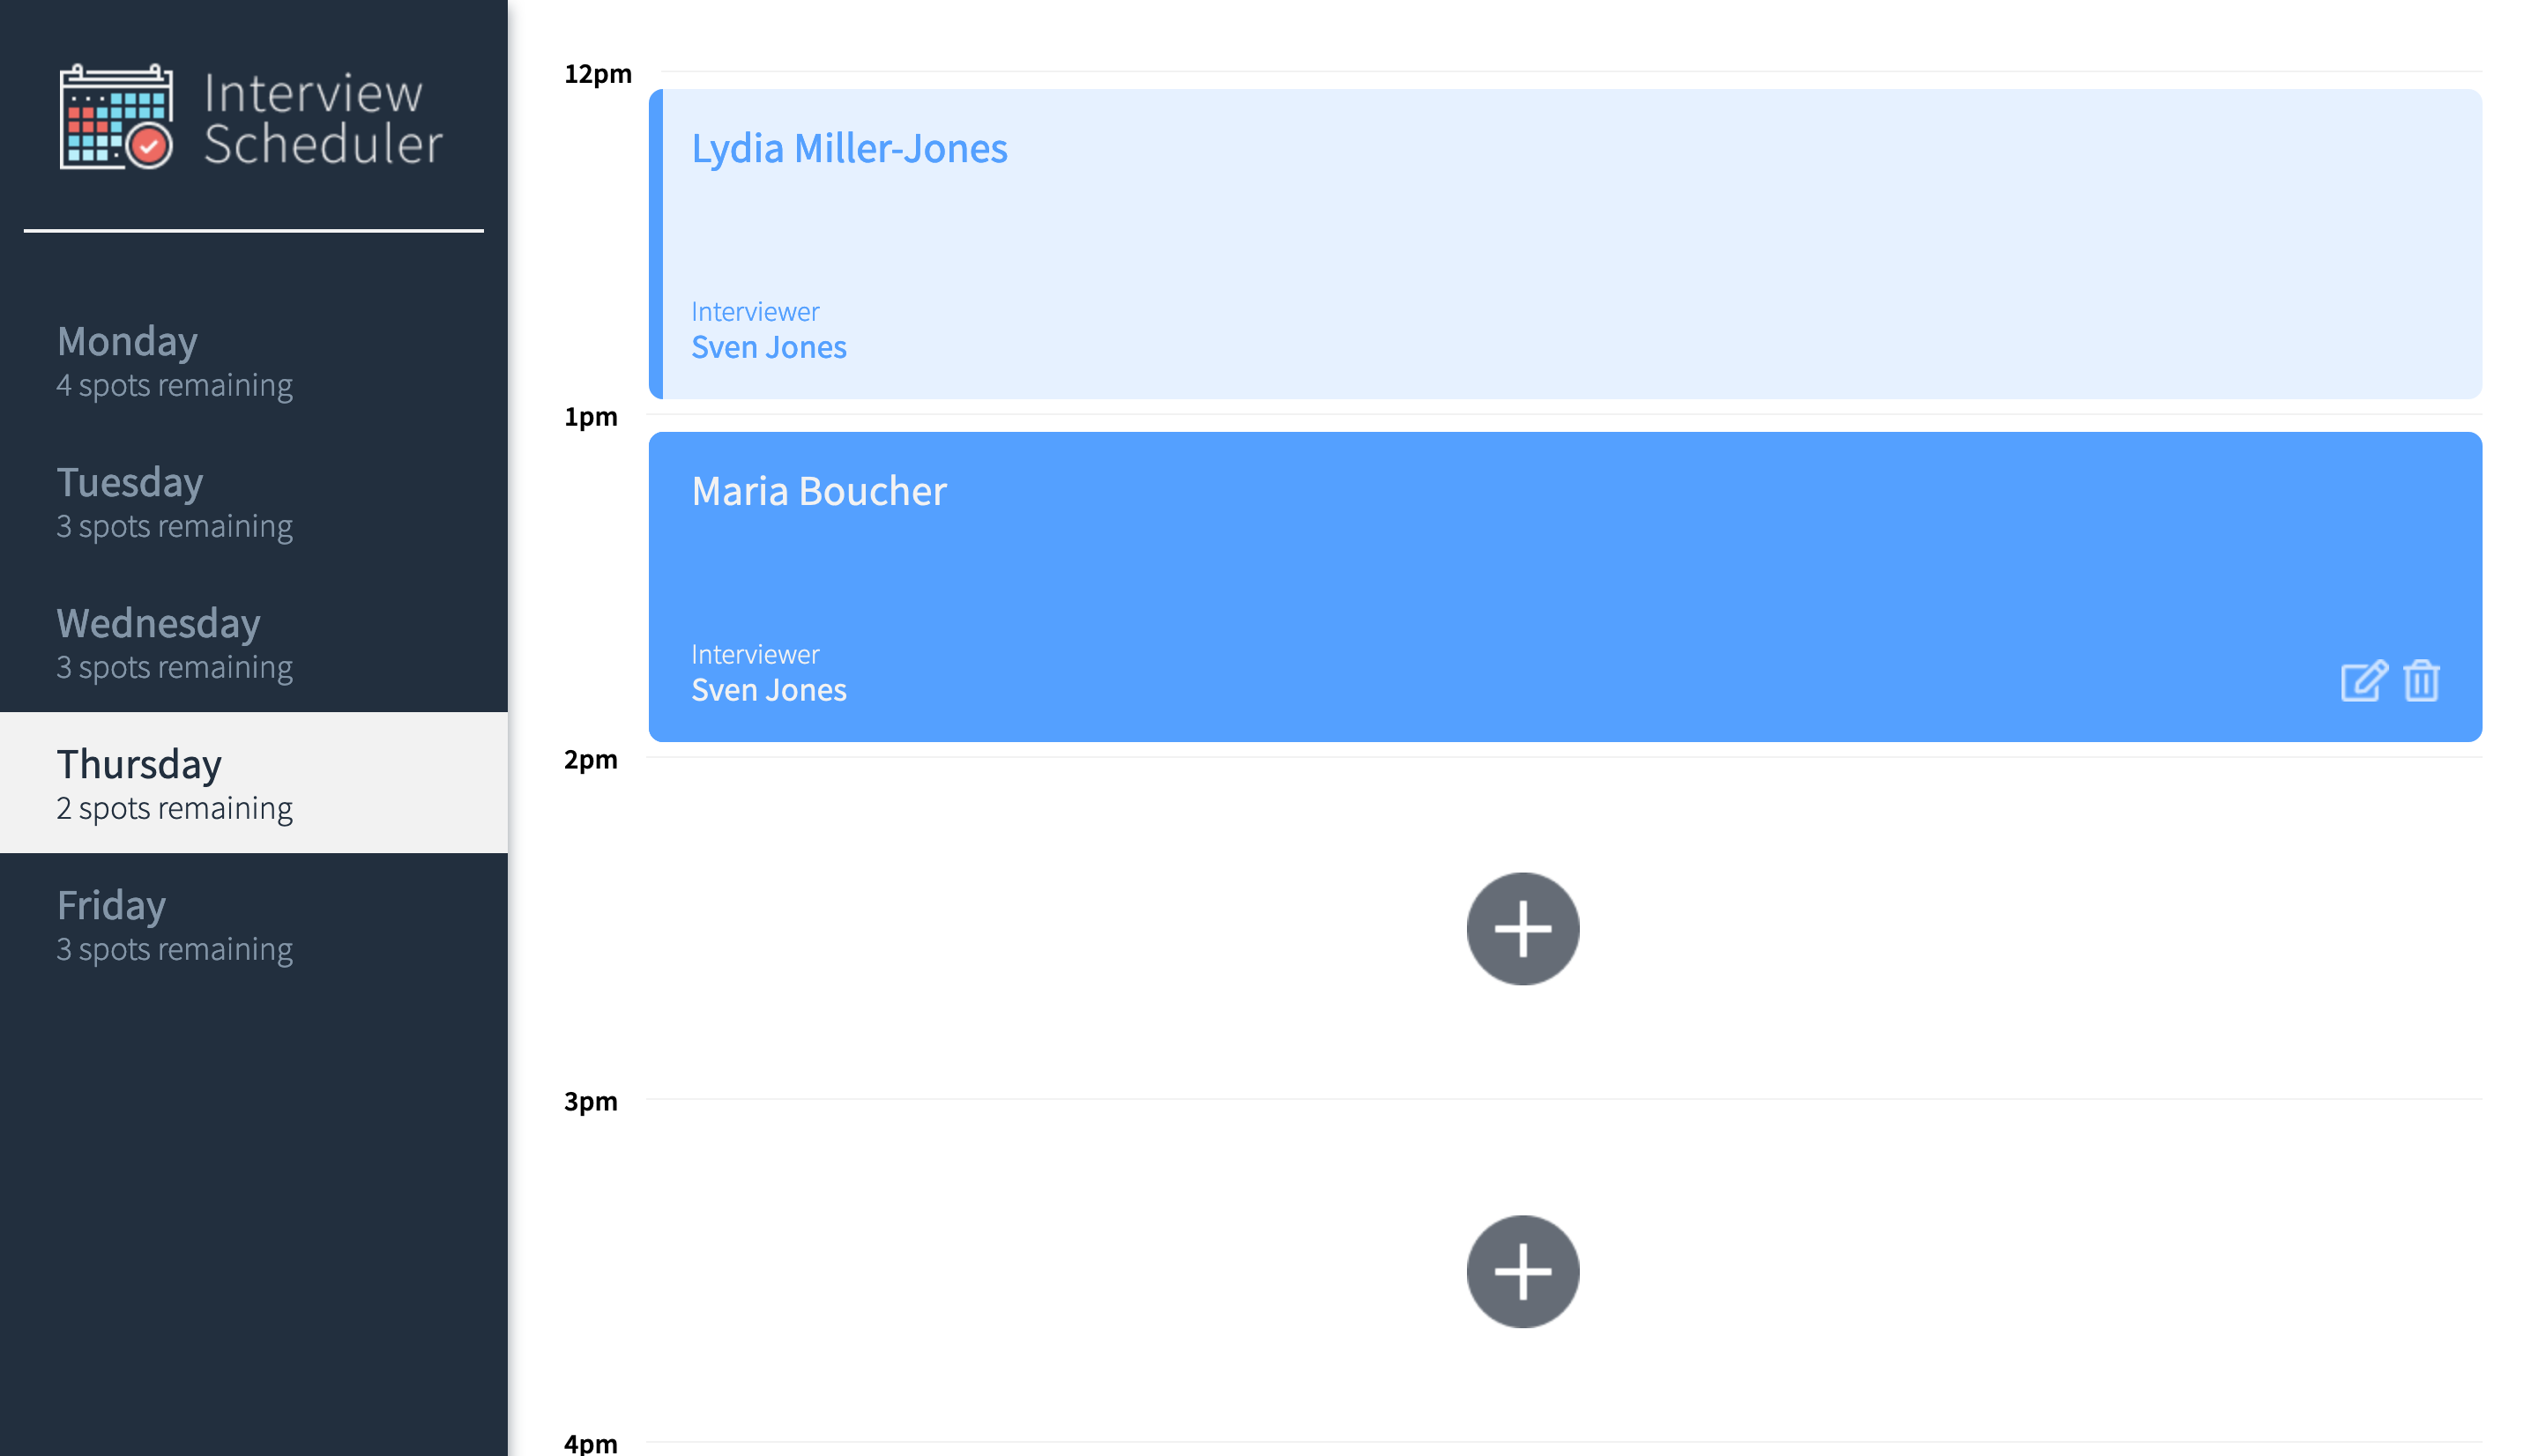 Interview
Scheduler
Monday
4 spots remaining
Tuesday
3 spots remaining
Wednesday
3 spots remaining
Thursday
2 spots remaining
Friday
3 spots remaining
12pm
Lydia Miller-Jones
Interviewer
Sven Jones
1pm
Maria Boucher
Interviewer
Sven Jones
2pm
3pm
4pm